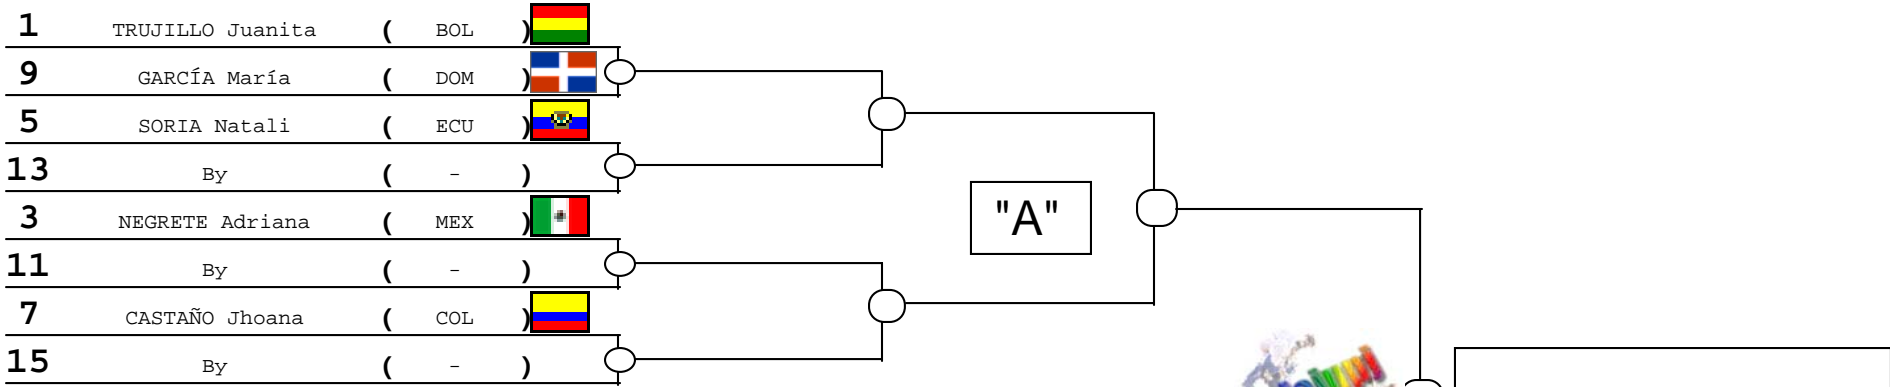 1 TRUJILLO Juanita ( BOL )
9 GARCÍA María ( DOM )
5 SORIA Natali ( ECU )
13 By ( - )
3 NEGRETE Adriana ( MEX )
11 By ( - )
7 CASTAÑO Jhoana ( COL )
15 By ( - )
"A"